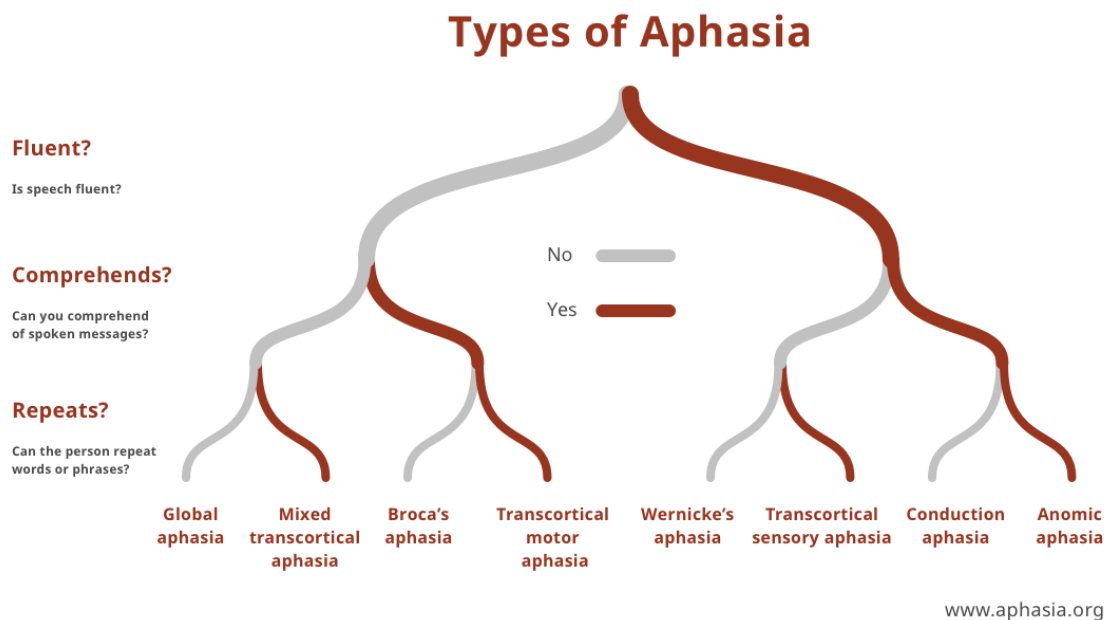 Types of Aphasia
Fluent?
Is speech fluent?
No
Comprehends?
Yes
Can you comprehend
of spoken messages?
Repeats?
Can the person repeat
words or phrases?
Global
aphasia
Mixed
transcortical
aphasia
Broca’s
aphasia
Transcortical
motor
aphasia
Wernicke’s
aphasia
Transcortical
sensory aphasia
Conduction
aphasia
Anomic
aphasia
www.aphasia.org